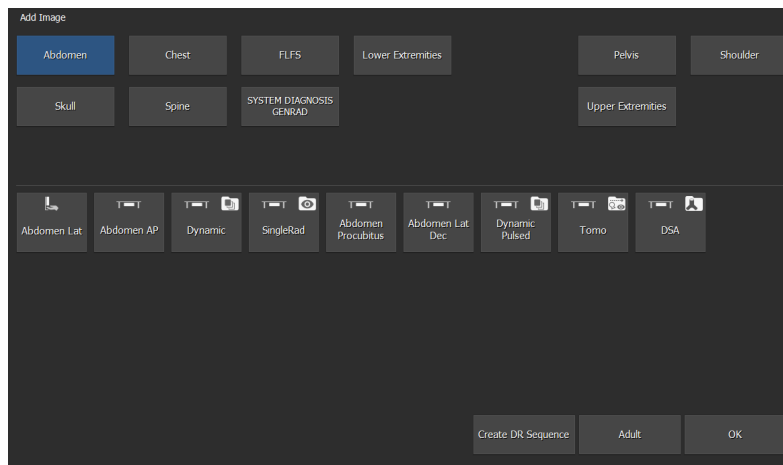 Add Image
Abdomen
Chest
FLFS
Lower Extremities
Pelvis
Shoulder
Skull
Spine
SYSTEM DIAGNOSIS
GENRAD
Upper Extremities
Abdomen Lat
Abdomen AP
Dynamic
SingleRad
Abdomen
Procubitus
Abdomen Lat
Dec
Dynamic
Pulsed
Tomo
DSA
Create DR Sequence
Adult
OK